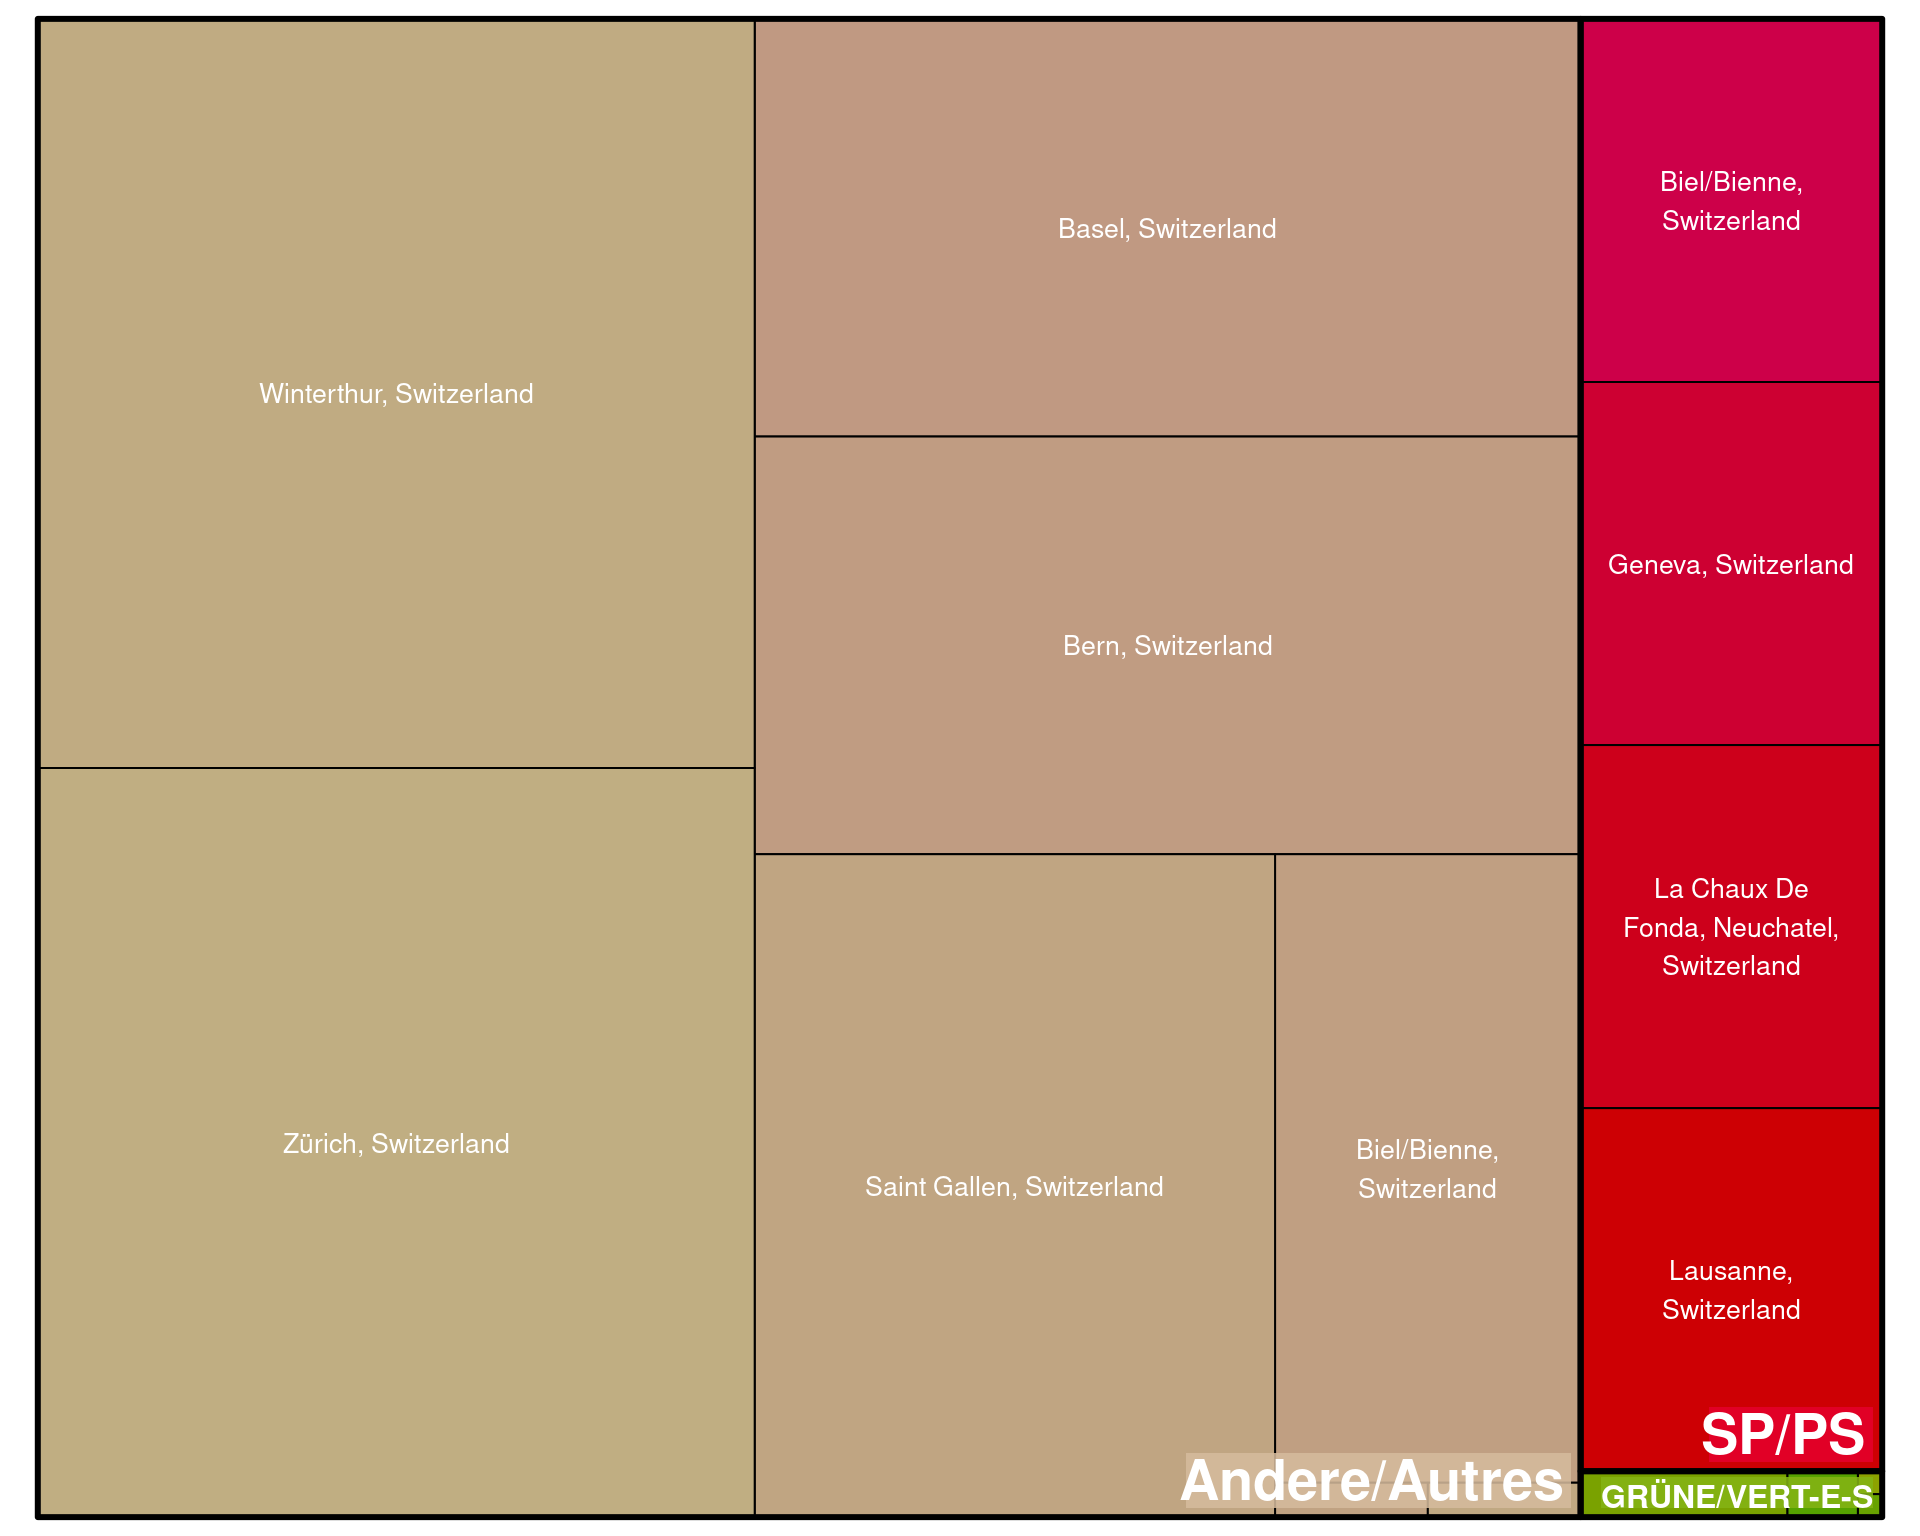 Winterthur, Switzerland
Zürich, Switzerland
Basel, Switzerland
Bern, Switzerland
Saint Gallen, Switzerland
Biel/Bienne,
Switzerland
Andere/Autres
Biel/Bienne,
Switzerland
Geneva, Switzerland
La Chaux De
Fonda, Neuchatel,
Switzerland
Lausanne,
Switzerland
SP/PS
GRÜNE/VERT-E-S